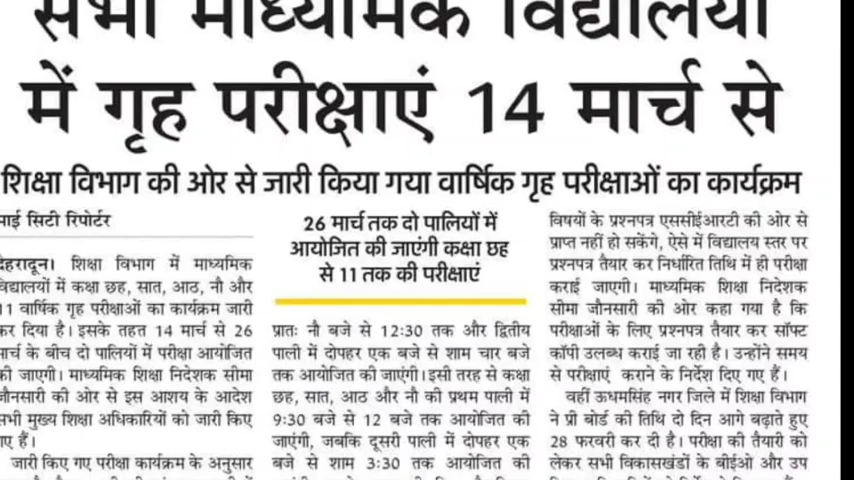 सभी माध्यमिक विद्यालयों
में गृह परीक्षाएं 14 मार्च से
शिक्षा विभाग की ओर से जारी किया गया वार्षिक गृह परीक्षाओं का कार्यक्रम
माई सिटी रिपोर्टर
देहरादून। शिक्षा विभाग में माध्यमिक
विद्यालयों में कक्षा छह, सात, आठ, नौ और
11 वार्षिक गृह परीक्षाओं का कार्यक्रम जारी
कर दिया है। इसके तहत 14 मार्च से 26
मार्च के बीच दो पालियों में परीक्षा आयोजित
की जाएगी। माध्यमिक शिक्षा निदेशक सीमा
जौनसारी की ओर से इस आशय के आदेश
सभी मुख्य शिक्षा अधिकारियों को जारी किए
गए हैं।
जारी किए गए परीक्षा कार्यक्रम के अनुसार
26 मार्च तक दो पालियों में
आयोजित की जाएंगी कक्षा छह
से 11 तक की परीक्षाएं
प्रातः नौ बजे से 12:30 तक और द्वितीय
पाली में दोपहर एक बजे से शाम चार बजे
तक आयोजित की जाएंगी। इसी तरह से कक्षा
छह, सात, आठ और नौ की प्रथम पाली में
9:30 बजे से 12 बजे तक आयोजित की
जाएंगी, जबकि दूसरी पाली में दोपहर एक
बजे से शाम 3:30 तक आयोजित की
विषयों के प्रश्नपत्र एससीईआरटी की ओर से
प्राप्त नहीं हो सकेंगे, ऐसे में विद्यालय स्तर पर
प्रश्नपत्र तैयार कर निर्धारित तिथि में ही परीक्षा
कराई जाएगी। माध्यमिक शिक्षा निदेशक
सीमा जौनसारी की ओर कहा गया है कि
परीक्षाओं के लिए प्रश्नपत्र तैयार कर सॉफ्ट
कॉपी उलब्ध कराई जा रही है। उन्होंने समय
से परीक्षाएं कराने के निर्देश दिए गए हैं।
वहीं ऊधमसिंह नगर जिले में शिक्षा विभाग
ने प्री बोर्ड की तिथि दो दिन आगे बढ़ाते हुए
28 फरवरी कर दी है। परीक्षा की तैयारी को
लेकर सभी विकासखंडों के बीईओ और उप